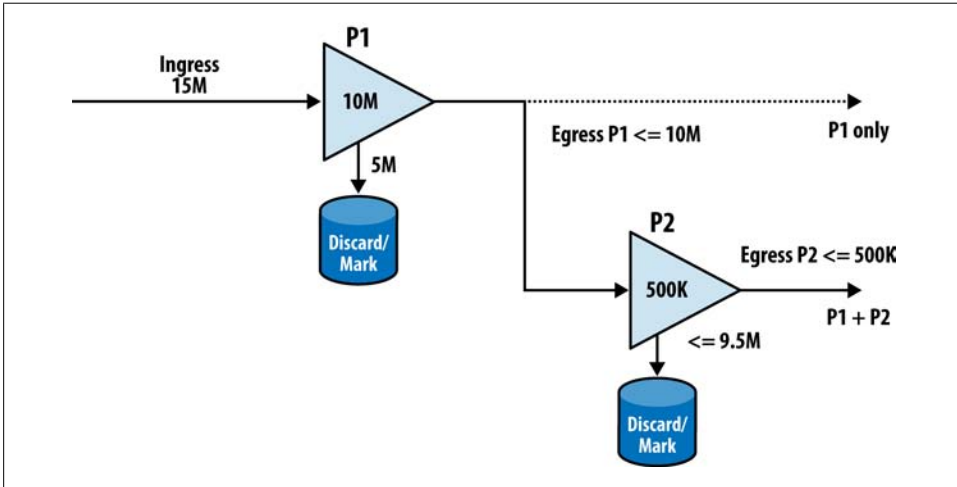 P1
Ingress
15M
10M
Egress P1 <= 10M
P1 only
5M
Discard/
Mark
P2
Egress P2 <= 500K
500K
P1 + P2
<= 9.5M
Discard/
Mark